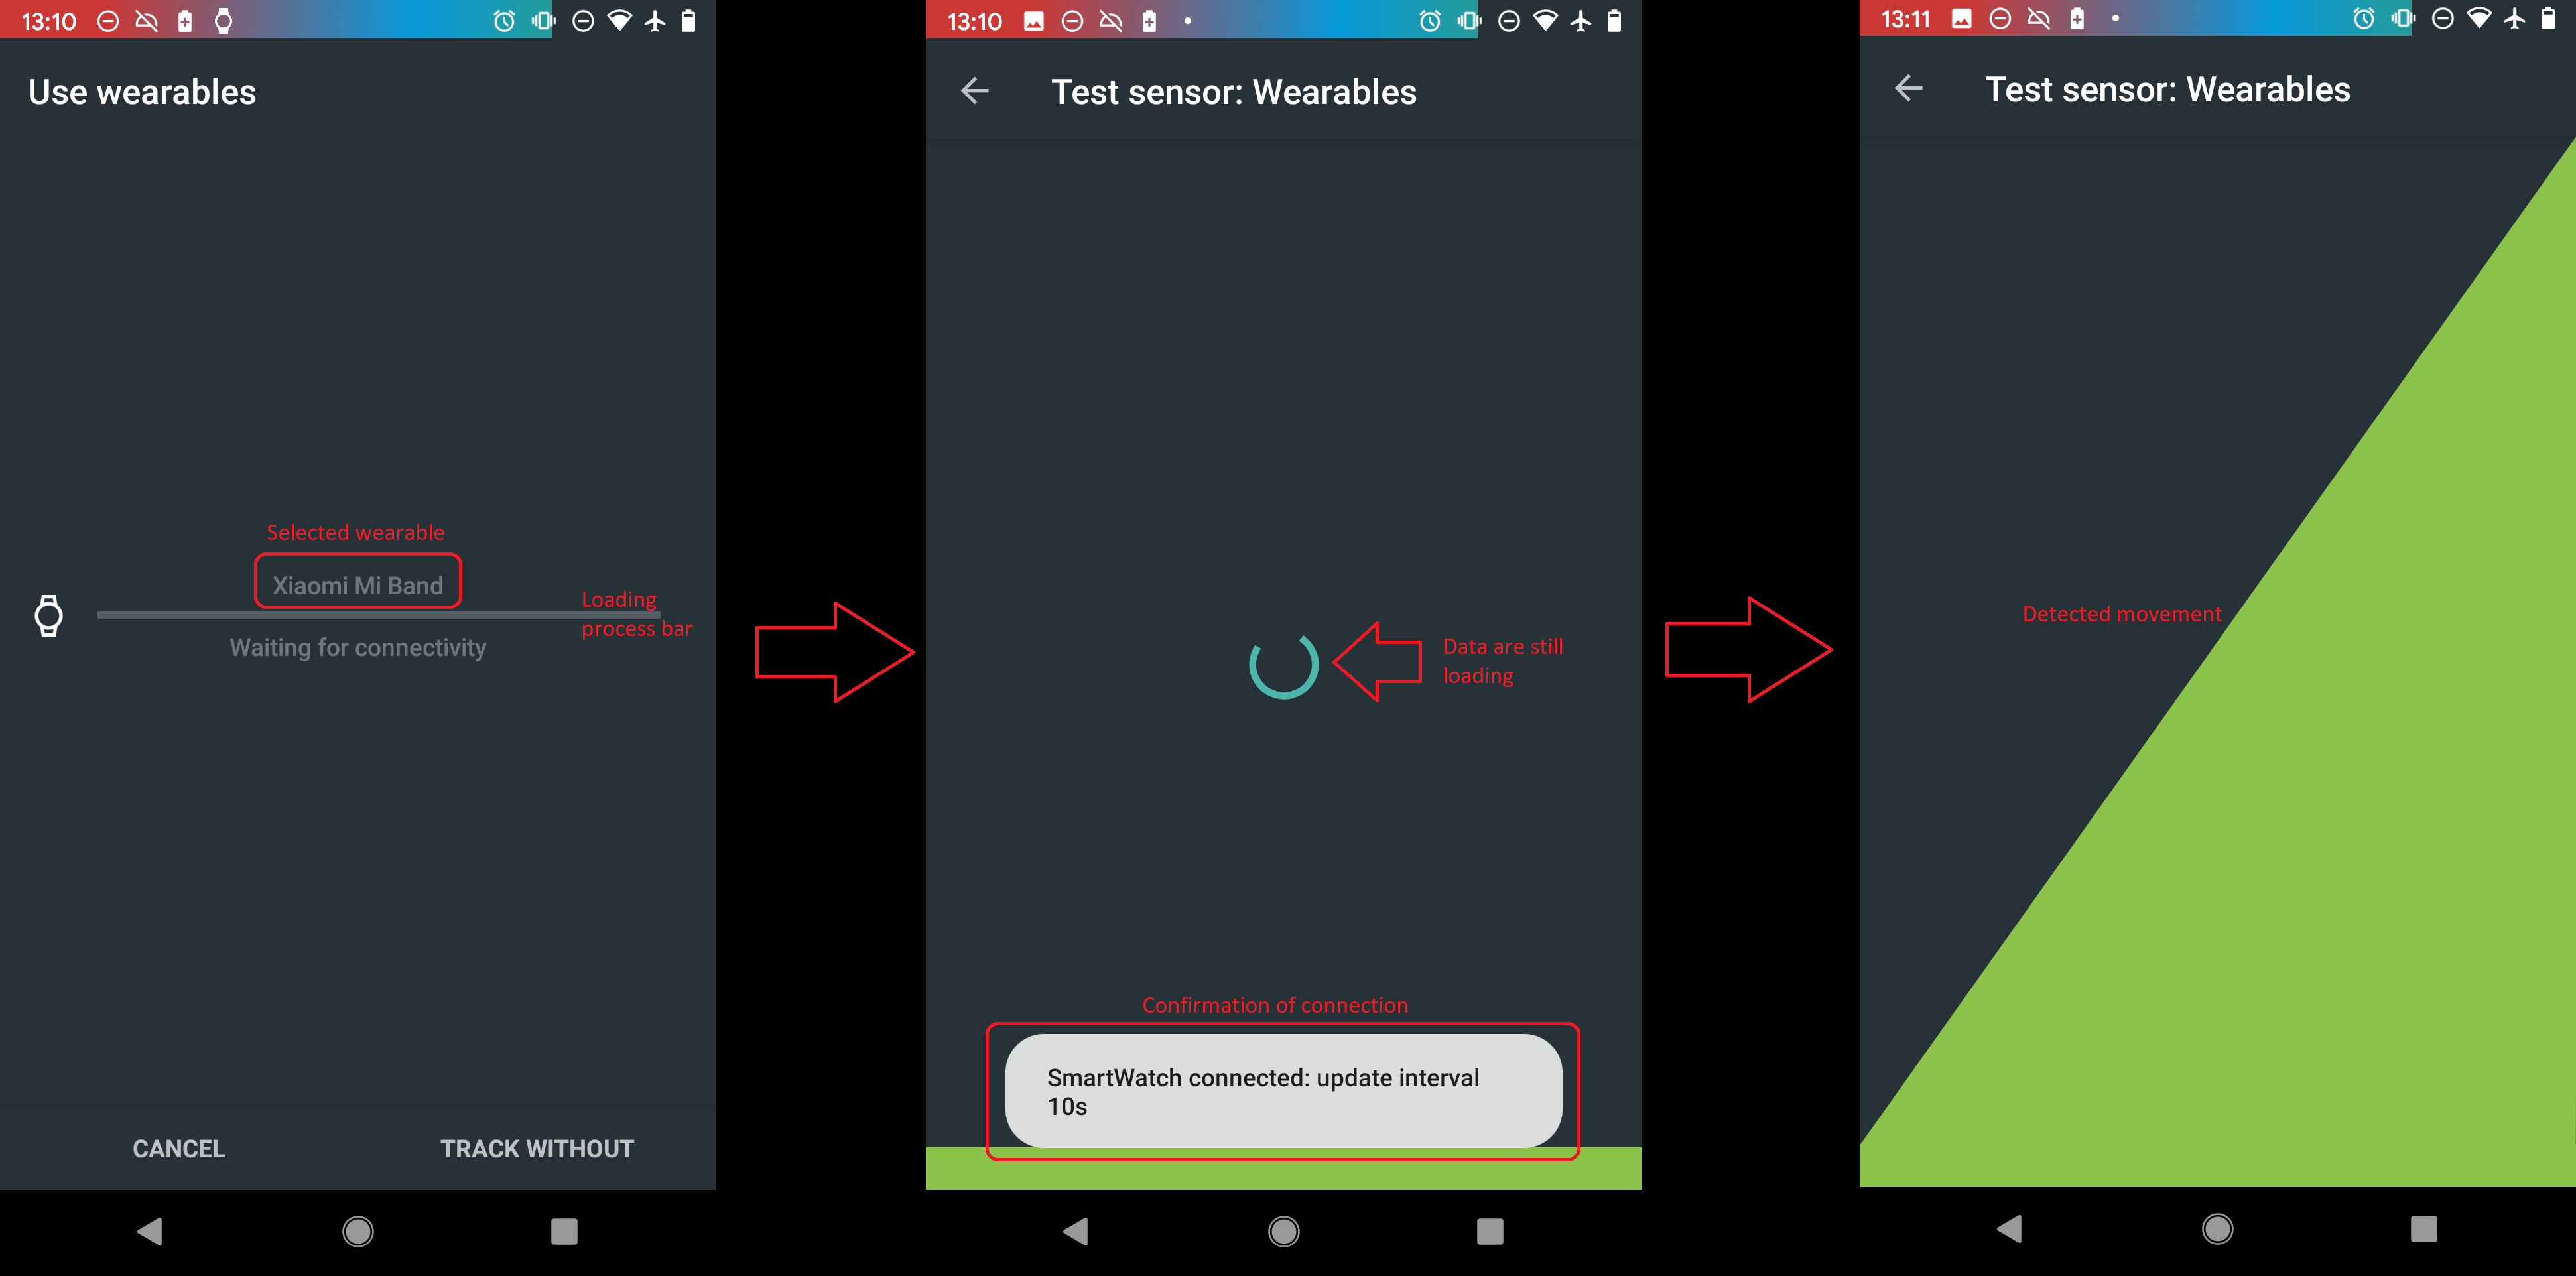 13:10
Use wearables
Selected wearable
Xiaomi Mi Band
Loading
process bar
Waiting for connectivity
CANCEL
TRACK WITHOUT
13:10
Test sensor: Wearables
Data are still
loading
Confirmation of connection
SmartWatch connected: update interval
10s
13:11
Test sensor: Wearables
Detected movement